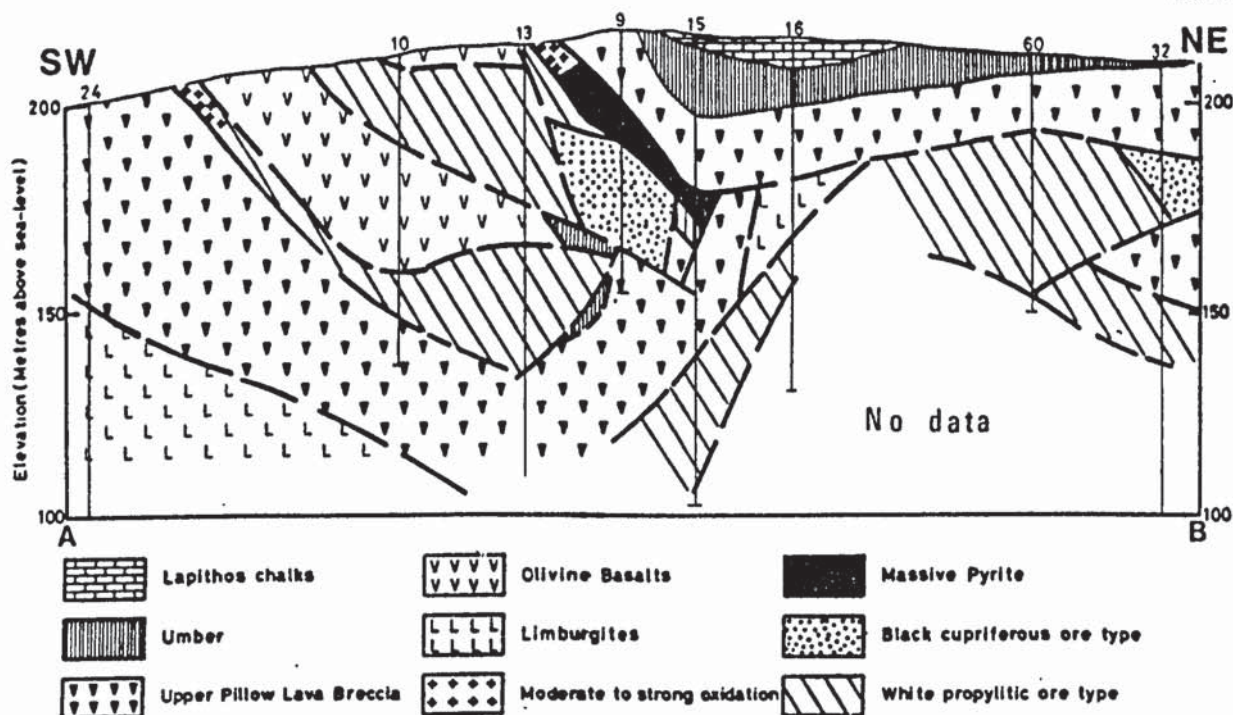 SW 24 10 13 9 15 16 60 32 NE
200 200
150 150
100 100
Elevation (Metres above sea-level)
No data
A B
Lapithos chalks
Olivine Basalts
Massive Pyrite
Umber
Limburgites
Black cupriferous ore type
Upper Pillow Lava Breccia
Moderate to strong oxidation
White propylitic ore type